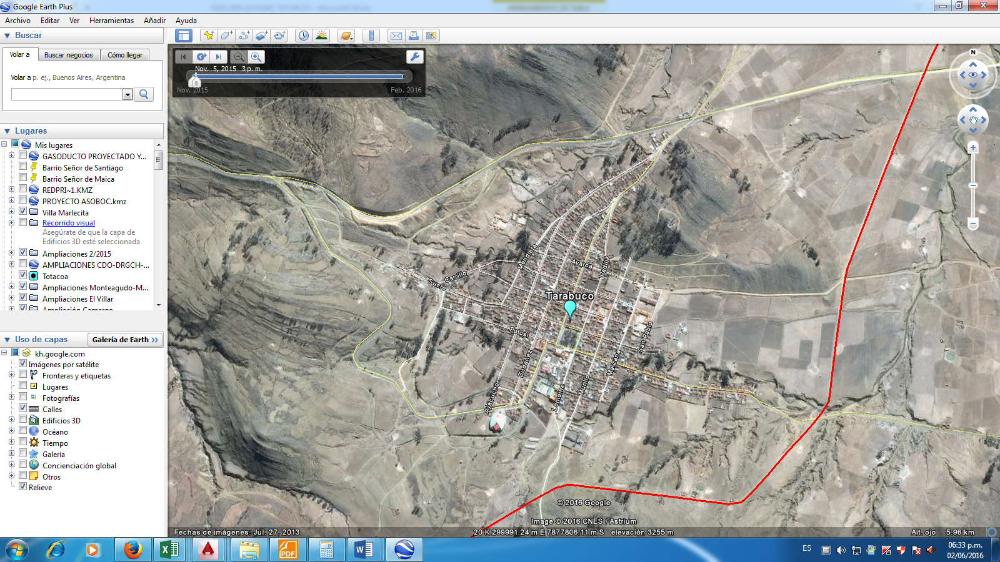 Google Earth Plus
Archivo Editar Ver Herramientas Añadir Ayuda
Buscar
Volar a Buscar negocios Cómo llegar
Volar a p. ej., Buenos Aires, Argentina
Lugares
Mis lugares
GASODUCTO PROYECTADO Y...
Barrio Señor de Santiago
Barrio Señor de Maica
REDPRI~1.KMZ
PROYECTO ASOBOC.kmz
Villa Marlecita
Recorrido visual
Asegúrate de que la capa de
Edificios 3D esté seleccionada
Ampliaciones 2/2015
AMPLIACIONES CDO-DRGCH-...
Totacoa
Ampliaciones Monteagudo-M...
Ampliaciones El Villar
Ampliación Camargo
Uso de capas
Galería de Earth >>
kh.google.com
Imágenes por satélite
Fronteras y etiquetas
Lugares
Fotografías
Calles
Edificios 3D
Océano
Tiempo
Galería
Concienciación global
Otros
Relieve
Nov. 5, 2015 3 p. m.
Nov. 2015 Feb. 2016
N
Mendieta
Avaroa
Padilla
Carrillo
Sucre
Tarabuco
Potosí
San Pablo
Zudañez
Marzana
Murillo
Lemoine
Ayacucho
© 2016 Google
Image © 2016 CNES / Astrium
Fechas de imágenes: Jul. 27, 2013 20 K 299991.24 m E 7877806.11 m S elevación 3255 m Alt. ojo 5.96 km
PDF
ES
06:33 p.m.
02/06/2016